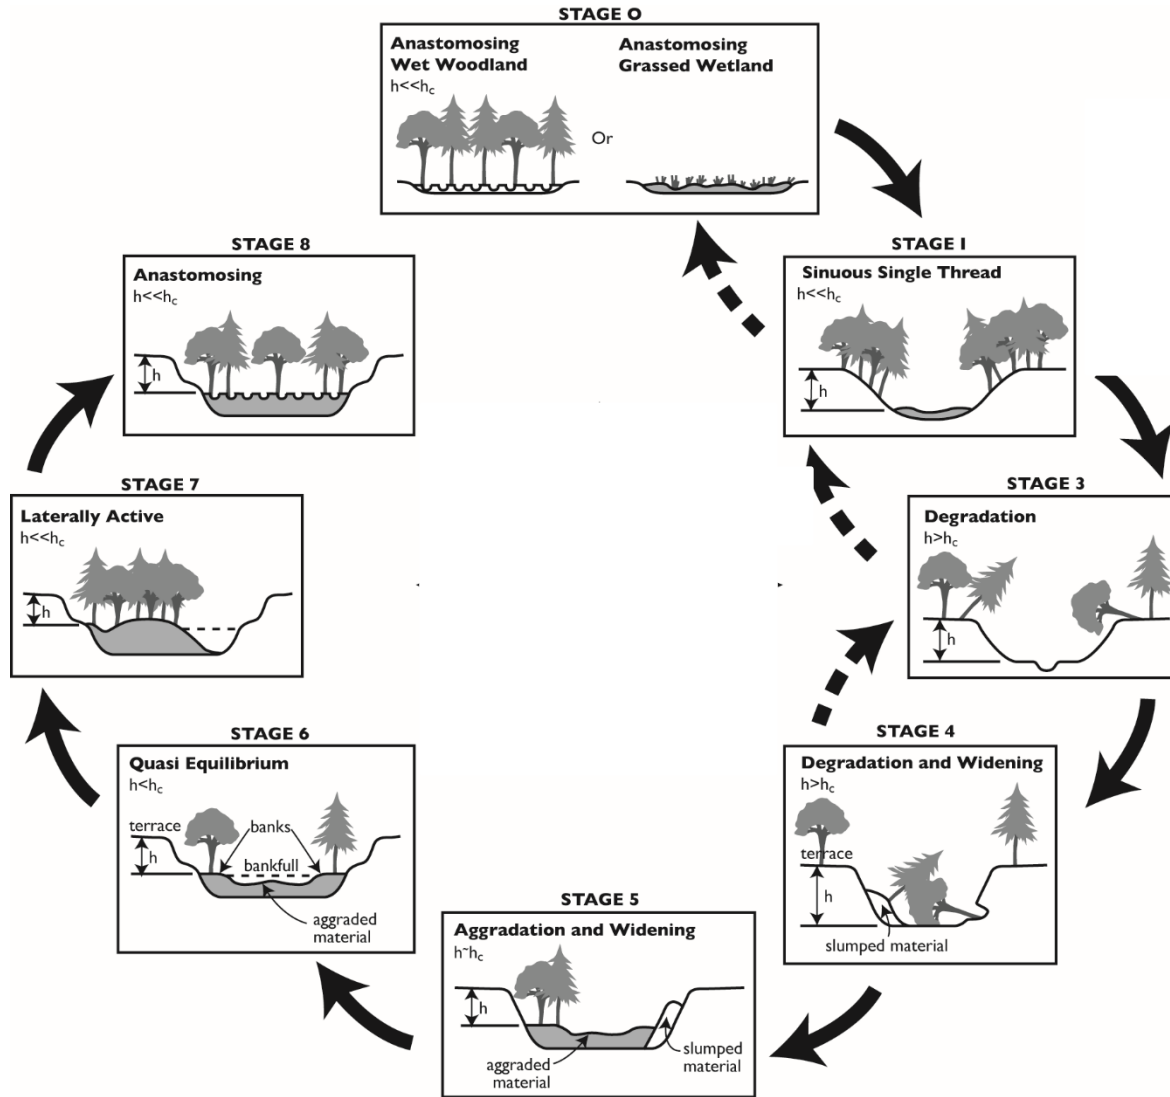 STAGE O
Anastomosing
Wet Woodland
h<<hc
Or
Anastomosing
Grassed Wetland
STAGE I
Sinuous Single Thread
h<<hc
h
STAGE 3
Degradation
h>hc
h
STAGE 4
Degradation and Widening
h>hc
terrace
h
slumped material
STAGE 5
Aggradation and Widening
h~hc
h
aggraded
material
slumped
material
STAGE 6
Quasi Equilibrium
h<hc
terrace
banks
h
bankfull
aggraded
material
STAGE 7
Laterally Active
h<<hc
h
STAGE 8
Anastomosing
h<<hc
h